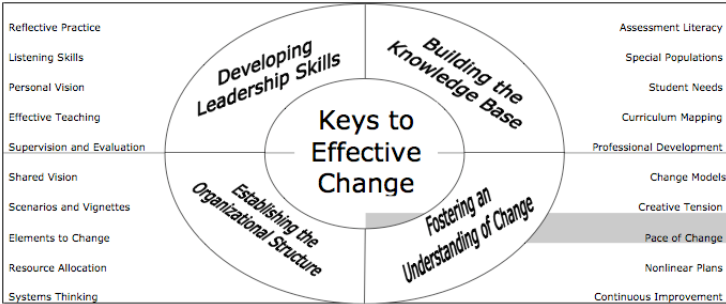 Reflective Practice
Listening Skills
Personal Vision
Effective Teaching
Supervision and Evaluation
Shared Vision
Scenarios and Vignettes
Elements to Change
Resource Allocation
Systems Thinking
Developing
Leadership Skills
Building the
Knowledge Base
Keys to
Effective
Change
Establishing the
Organizational Structure
Fostering an
Understanding of Change
Assessment Literacy
Special Populations
Student Needs
Curriculum Mapping
Professional Development
Change Models
Creative Tension
Pace of Change
Nonlinear Plans
Continuous Improvement